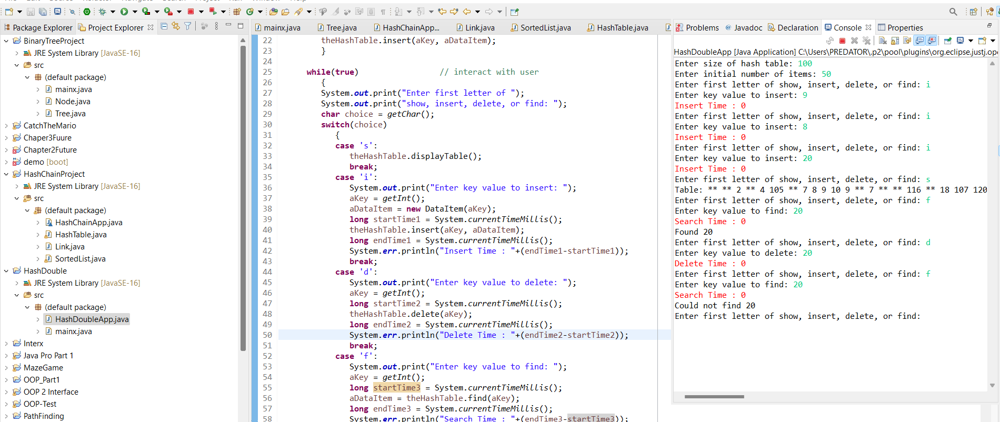 Package Explorer
Project Explorer
BinaryTreeProject
JRE System Library [JavaSE-16]
src
(default package)
mainx.java
Node.java
Tree.java
CatchTheMario
Chaper3Fuure
Chapter2Future
demo [boot]
HashChainProject
JRE System Library [JavaSE-16]
src
(default package)
HashChainApp.java
HashTable.java
Link.java
SortedList.java
HashDouble
JRE System Library [JavaSE-16]
src
(default package)
HashDoubleApp.java
mainx.java
Interx
Java Pro Part 1
MazeGame
OOP_Part1
OOP 2 Interface
OOP-Test
PathFinding
mainx.java Tree.java HashChainApp... Link.java SortedList.java HashTable.java
22 theHashTable.insert(aKey, aDataItem);
23 }
24
25 while(true) // interact with user
26 {
27 System.out.print("Enter first letter of ");
28 System.out.print("show, insert, delete, or find: ");
29 char choice = getChar();
30 switch(choice)
31 {
32 case 's':
33 theHashTable.displayTable();
34 break;
35 case 'i':
36 System.out.print("Enter key value to insert: ");
37 aKey = getInt();
38 aDataItem = new DataItem(aKey);
39 long startTime1 = System.currentTimeMillis();
40 theHashTable.insert(aKey, aDataItem);
41 long endTime1 = System.currentTimeMillis();
42 System.err.println("Insert Time : "+(endTime1-startTime1));
43 break;
44 case 'd':
45 System.out.print("Enter key value to delete: ");
46 aKey = getInt();
47 long startTime2 = System.currentTimeMillis();
48 theHashTable.delete(aKey);
49 long endTime2 = System.currentTimeMillis();
50 System.err.println("Delete Time : "+(endTime2-startTime2));
51 break;
52 case 'f':
53 System.out.print("Enter key value to find: ");
54 aKey = getInt();
55 long startTime3 = System.currentTimeMillis();
56 aDataItem = theHashTable.find(aKey);
57 long endTime3 = System.currentTimeMillis();
58 System.err.println("Search Time : "+(endTime3-startTime3));
Problems @ Javadoc Declaration Console Properties
HashDoubleApp [Java Application] C:\Users\PREDATOR\.p2\pool\plugins\org.eclipse.justj.ope
Enter size of hash table: 100
Enter initial number of items: 50
Enter first letter of show, insert, delete, or find: i
Enter key value to insert: 9
Insert Time : 0
Enter first letter of show, insert, delete, or find: i
Enter key value to insert: 8
Insert Time : 0
Enter first letter of show, insert, delete, or find: i
Enter key value to insert: 20
Insert Time : 0
Enter first letter of show, insert, delete, or find: s
Table: ** ** 2 ** 4 105 ** 7 8 9 10 9 ** 7 ** ** 116 ** 18 107 120
Enter first letter of show, insert, delete, or find: f
Enter key value to find: 20
Search Time : 0
Found 20
Enter first letter of show, insert, delete, or find: d
Enter key value to delete: 20
Delete Time : 0
Enter first letter of show, insert, delete, or find: f
Enter key value to find: 20
Search Time : 0
Could not find 20
Enter first letter of show, insert, delete, or find: